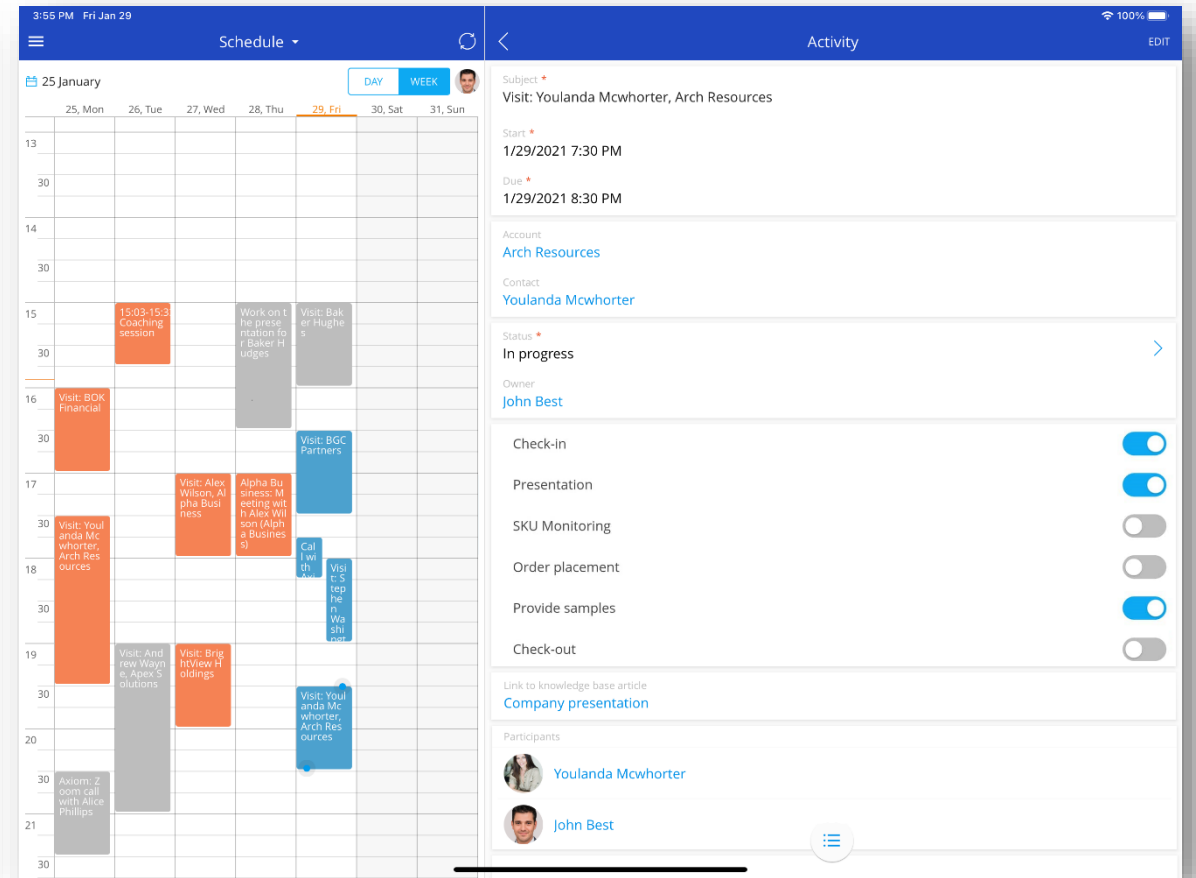 3:55 PM Fri Jan 29
100%
Schedule
Activity
EDIT
25 January
DAY
WEEK
25, Mon
26, Tue
27, Wed
28, Thu
29, Fri
30, Sat
31, Sun
13
30
14
30
15
30
16
30
17
30
18
30
19
30
20
30
21
30
Visit: BOK
Financial
Visit: Youl
anda Mc
whorter,
Arch Res
ources
Axiom: Z
oom call
with Alice
Phillips
15:03-15:3
Coaching
session
Visit: And
rew Wayn
e, Apex S
olutions
Visit: Alex
Wilson, Al
pha Busi
ness
Visit: Brig
htView H
oldings
Work on t
he prese
ntation fo
r Baker H
udges
Alpha Bu
siness: M
eeting wit
h Alex Wil
son (Alph
a Busines
s)
Visit: Bak
er Hughe
s
Visit: BGC
Partners
Cal
l wi
th
Visi
t: S
tep
he
n
Wa
shi
Visit: Youl
anda Mc
whorter,
Arch Res
ources
Subject *
Visit: Youlanda Mcwhorter, Arch Resources
Start *
1/29/2021 7:30 PM
Due *
1/29/2021 8:30 PM
Account
Arch Resources
Contact
Youlanda Mcwhorter
Status *
In progress
Owner
John Best
Check-in
Presentation
SKU Monitoring
Order placement
Provide samples
Check-out
Link to knowledge base article
Company presentation
Participants
Youlanda Mcwhorter
John Best